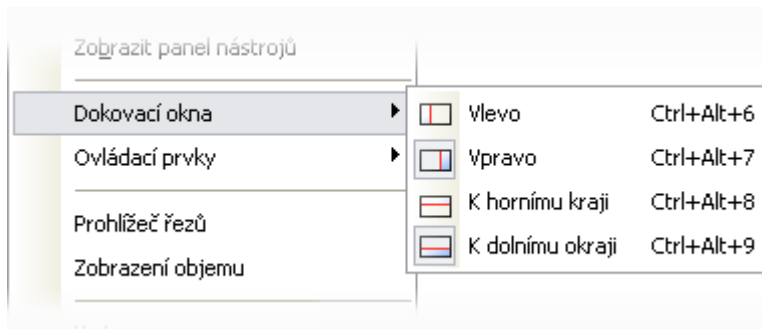 Zobrazit panel nástrojů
Dokovací okna
Ovládací prvky
Prohlížeč řezů
Zobrazení objemu
Vlevo Ctrl+Alt+6
Vpravo Ctrl+Alt+7
K hornímu kraji Ctrl+Alt+8
K dolnímu okraji Ctrl+Alt+9